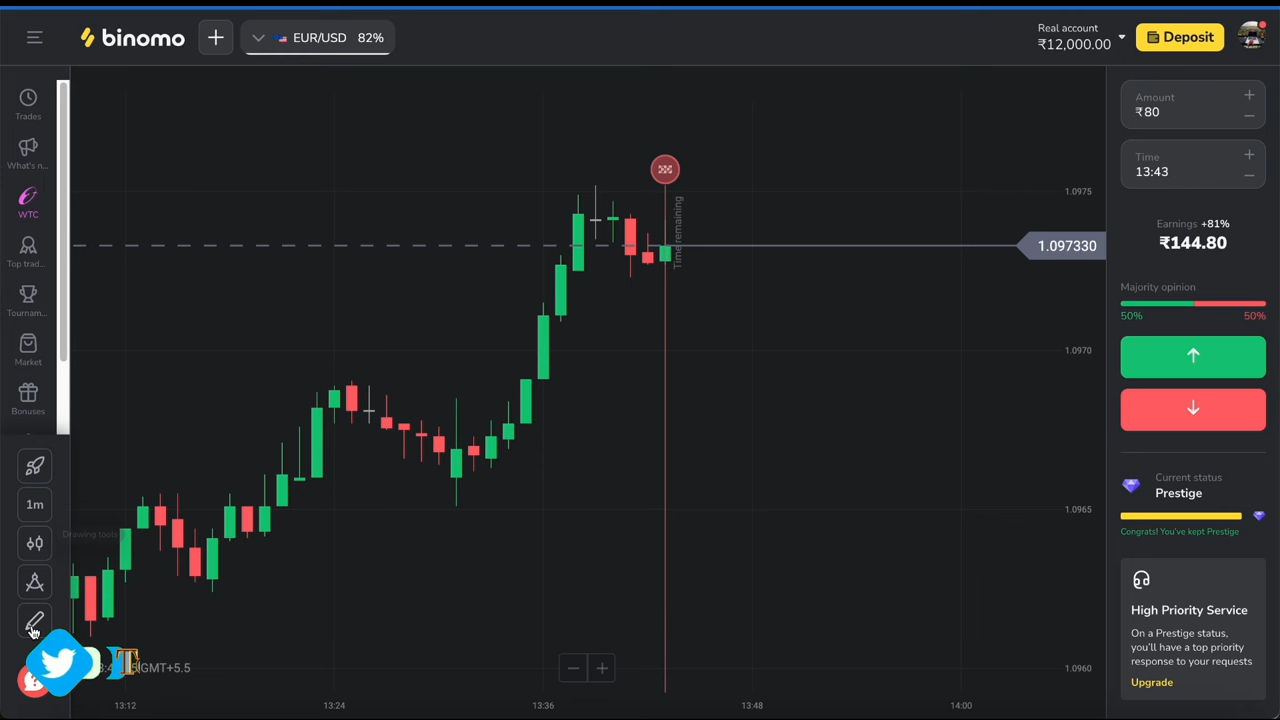 binomo
EUR/USD 82%
Real account
₹12,000.00
Deposit
Trades
What's n...
WTC
Top trad...
Tournam...
Market
Bonuses
1m
Drawing tools
GMT+5.5
Time remaining
1.0975
1.097330
1.0970
1.0965
1.0960
13:12
13:24
13:36
13:48
14:00
Amount
₹80
Time
13:43
Earnings +81%
₹144.80
Majority opinion
50% 50%
Current status
Prestige
Congrats! You've kept Prestige
High Priority Service
On a Prestige status,
you'll have a top priority
response to your requests
Upgrade